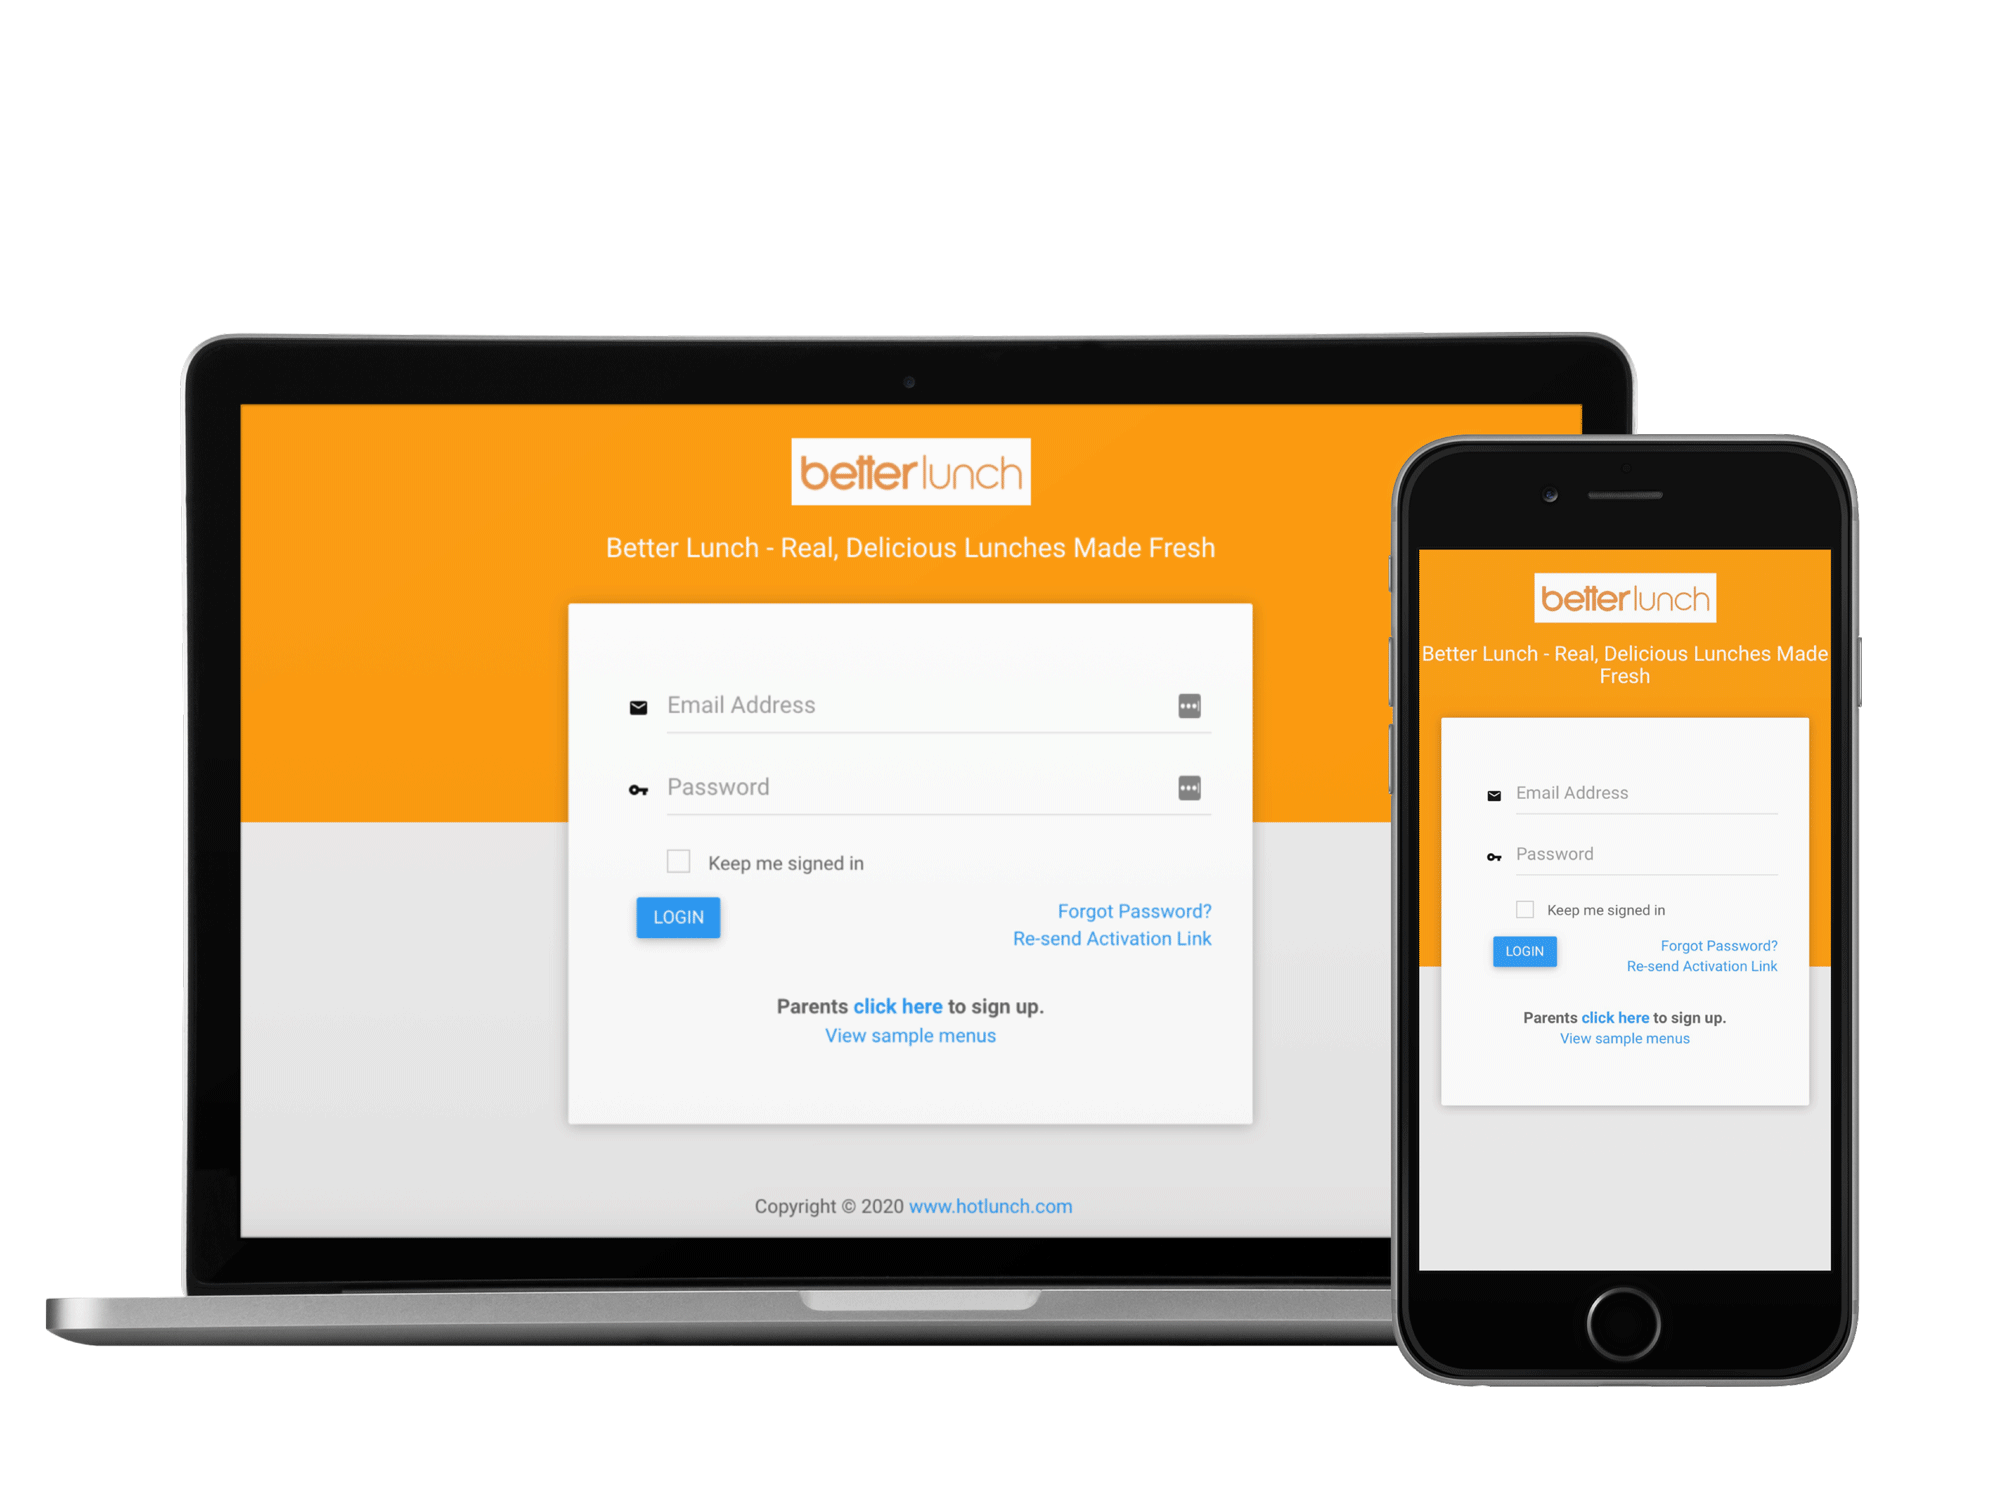 betterlunch
Better Lunch - Real, Delicious Lunches Made Fresh
Email Address
Password
Keep me signed in
LOGIN
Forgot Password?
Re-send Activation Link
Parents click here to sign up.
View sample menus
Copyright © 2020 www.hotlunch.com
betterlunch
Better Lunch - Real, Delicious Lunches Made
Fresh
Email Address
Password
Keep me signed in
LOGIN
Forgot Password?
Re-send Activation Link
Parents click here to sign up.
View sample menus